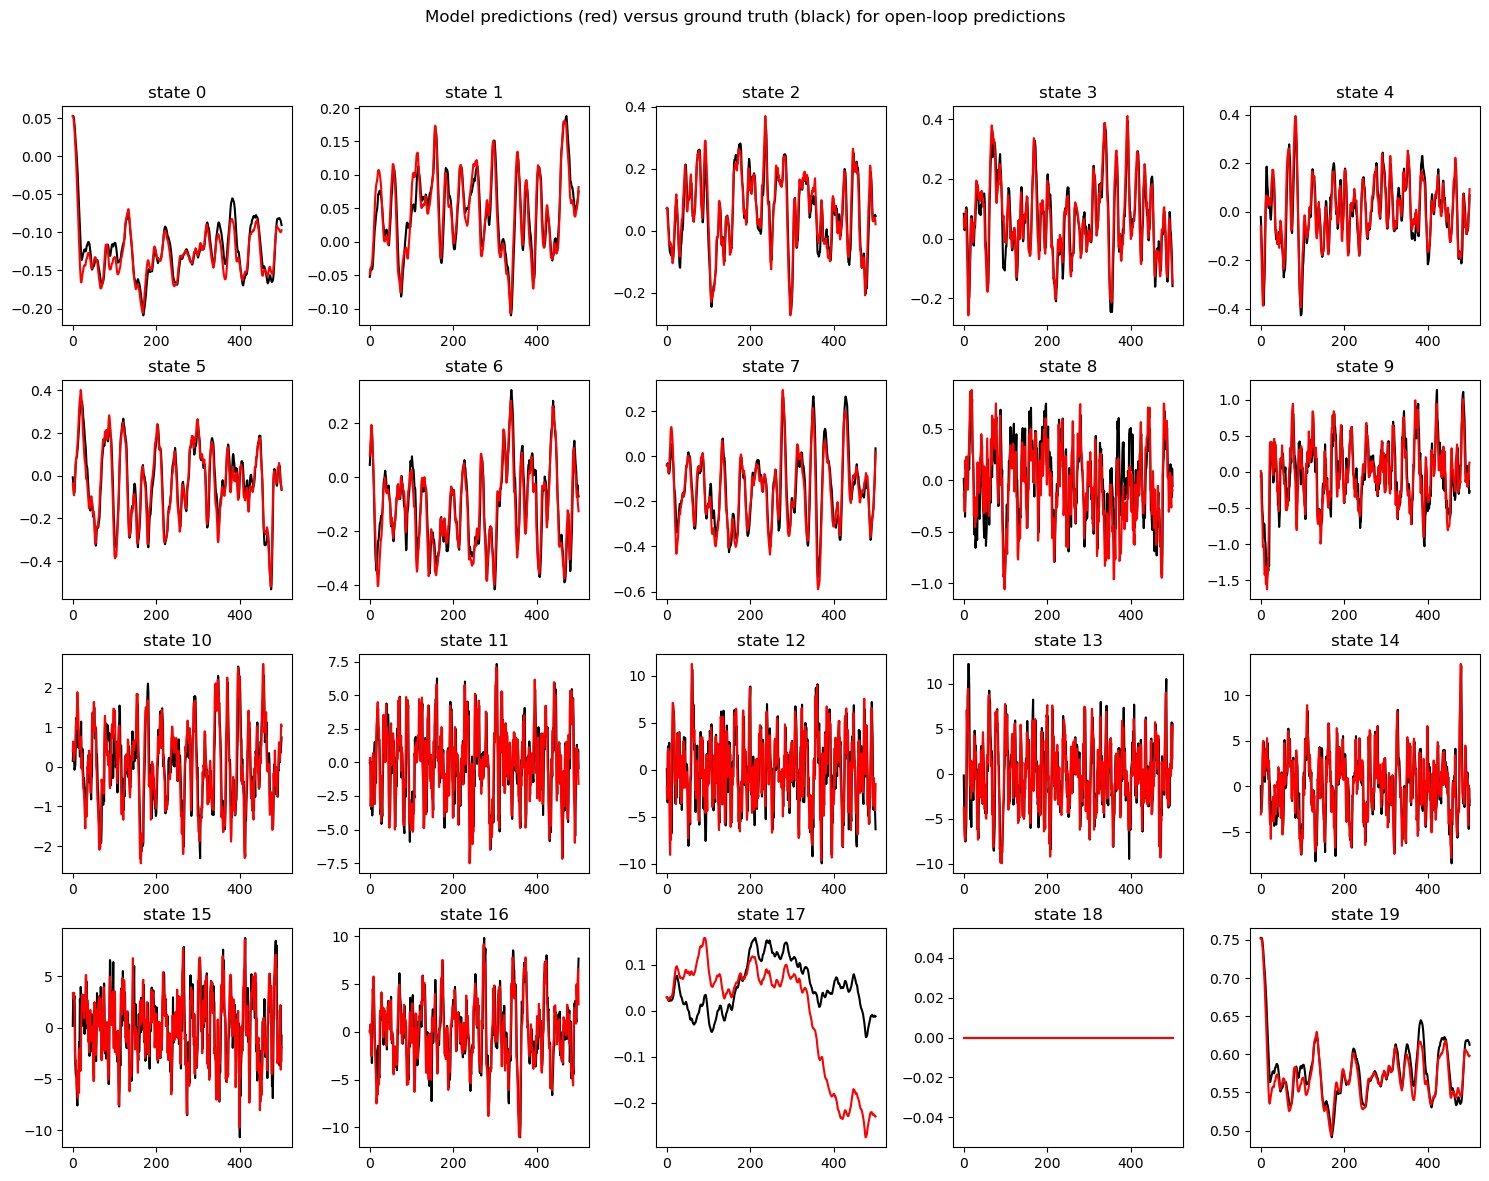 Model predictions (red) versus ground truth (black) for open-loop predictions
state 0
state 1
state 2
state 3
state 4
0.05
0.00
−0.05
−0.10
−0.15
−0.20
0 200 400
0.20
0.15
0.10
0.05
0.00
−0.05
−0.10
0 200 400
0.4
0.2
0.0
−0.2
0 200 400
0.4
0.2
0.0
−0.2
0 200 400
0.4
0.2
0.0
−0.2
−0.4
0 200 400
state 5
state 6
state 7
state 8
state 9
0.4
0.2
0.0
−0.2
−0.4
0 200 400
0.2
0.0
−0.2
−0.4
0 200 400
0.2
0.0
−0.2
−0.4
−0.6
0 200 400
0.5
0.0
−0.5
−1.0
0 200 400
1.0
0.5
0.0
−0.5
−1.0
−1.5
0 200 400
state 10
state 11
state 12
state 13
state 14
2
1
0
−1
−2
0 200 400
7.5
5.0
2.5
0.0
−2.5
−5.0
−7.5
0 200 400
10
5
0
−5
−10
0 200 400
10
5
0
−5
−10
0 200 400
10
5
0
−5
0 200 400
state 15
state 16
state 17
state 18
state 19
5
0
−5
−10
0 200 400
10
5
0
−5
−10
0 200 400
0.1
0.0
−0.1
−0.2
0 200 400
0.04
0.02
0.00
−0.02
−0.04
0 200 400
0.75
0.70
0.65
0.60
0.55
0.50
0 200 400